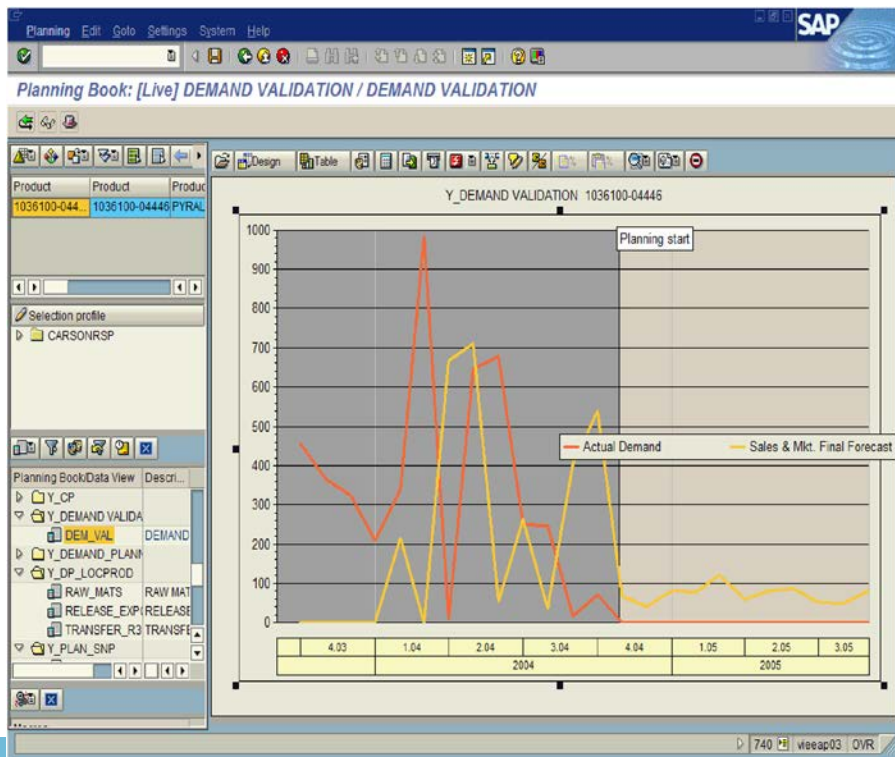 Planning Edit Goto Settings System Help
SAP
Planning Book: [Live] DEMAND VALIDATION / DEMAND VALIDATION
Design Table
Product Product Produc
1036100-044... 1036100-04446 PYRAL
Selection profile
CARSONRSP
Planning Book/Data View Descri...
Y_CP
Y_DEMAND VALIDA
DEM_VAL DEMAND
Y_DEMAND_PLANN
Y_DP_LOCPROD
RAW_MATS RAW MAT
RELEASE_EXP RELEASE
TRANSFER_R3 TRANSFE
Y_PLAN_SNP
Y_DEMAND VALIDATION 1036100-04446
Planning start
1000
900
800
700
600
500
400
300
200
100
0
Actual Demand Sales & Mkt. Final Forecast
4.03 1.04 2.04 3.04 4.04 1.05 2.05 3.05
2004 2005
740 vieeap03 OVR